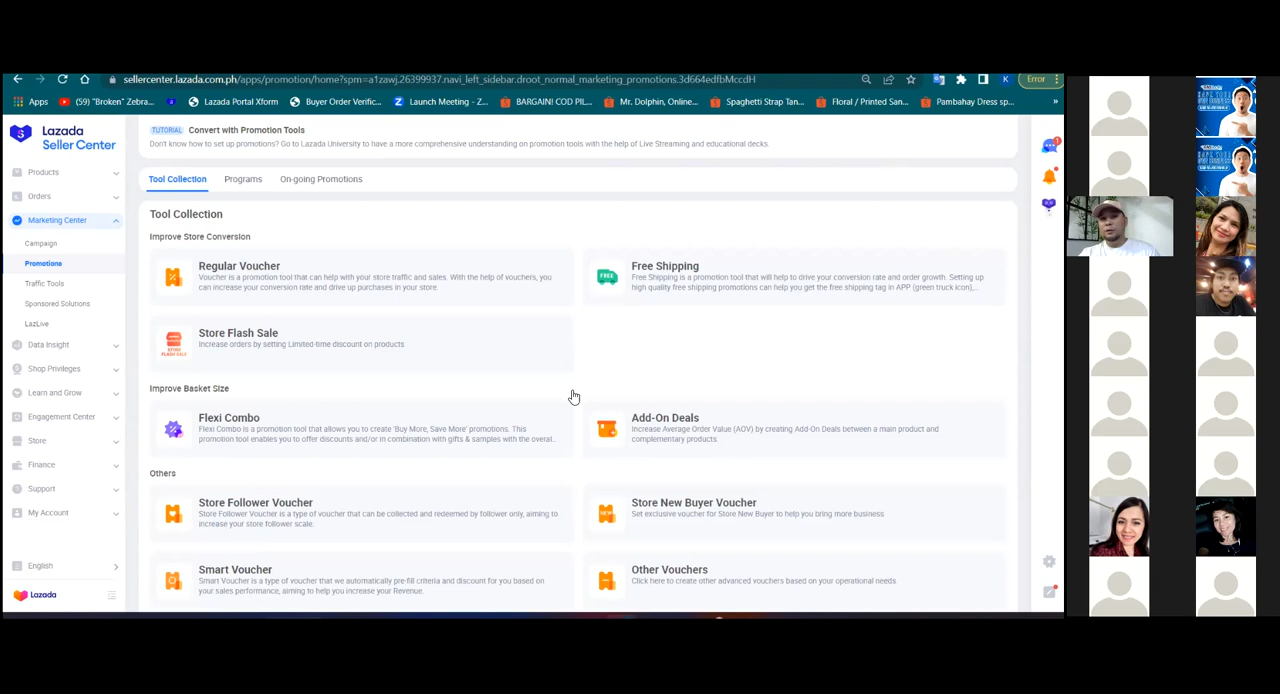 sellercenter.lazada.com.ph/apps/promotion/home?spm=a1zawj.26399937.navi_left_sidebar.droot_normal_marketing_promotions.3d664edfbMccdH
K
Error
Apps
(59) "Broken" Zebra...
Lazada Portal Xform
Buyer Order Verific...
Launch Meeting - Z...
BARGAIN! COD PIL...
Mr. Dolphin, Online...
Spaghetti Strap Tan...
Floral / Printed San...
Pambahay Dress sp...
»
Lazada
Seller Center
Products
Orders
Marketing Center
Campaign
Promotions
Traffic Tools
Sponsored Solutions
LazLive
Data Insight
Shop Privileges
Learn and Grow
Engagement Center
Store
Finance
Support
My Account
English
Lazada
TUTORIAL Convert with Promotion Tools
Don't know how to set up promotions? Go to Lazada University to have a more comprehensive understanding on promotion tools with the help of Live Streaming and educational decks.
Tool Collection Programs On-going Promotions
Tool Collection
Improve Store Conversion
Regular Voucher
Voucher is a promotion tool that can help with your store traffic and sales. With the help of vouchers, you
can increase your conversion rate and drive up purchases in your store.
FREE
Free Shipping
Free Shipping is a promotion tool that will help to drive your conversion rate and order growth. Setting up
high quality free shipping promotions can help you get the free shipping tag in APP (green truck icon),...
STORE
FLASH SALE
Store Flash Sale
Increase orders by setting Limited-time discount on products
Improve Basket Size
Flexi Combo
Flexi Combo is a promotion tool that allows you to create 'Buy More, Save More' promotions. This
promotion tool enables you to offer discounts and/or in combination with gifts & samples with the overal...
Add-On Deals
Increase Average Order Value (AOV) by creating Add-On Deals between a main product and
complementary products.
Others
Store Follower Voucher
Store Follower Voucher is a type of voucher that can be collected and redeemed by follower only, aiming to
increase your store follower scale.
NEW
Store New Buyer Voucher
Set exclusive voucher for Store New Buyer to help you bring more business
Smart Voucher
Smart Voucher is a type of voucher that we automatically pre-fill criteria and discount for you based on
your sales performance, aiming to help you increase your Revenue.
Other Vouchers
Click here to create other advanced vouchers based on your operational needs.